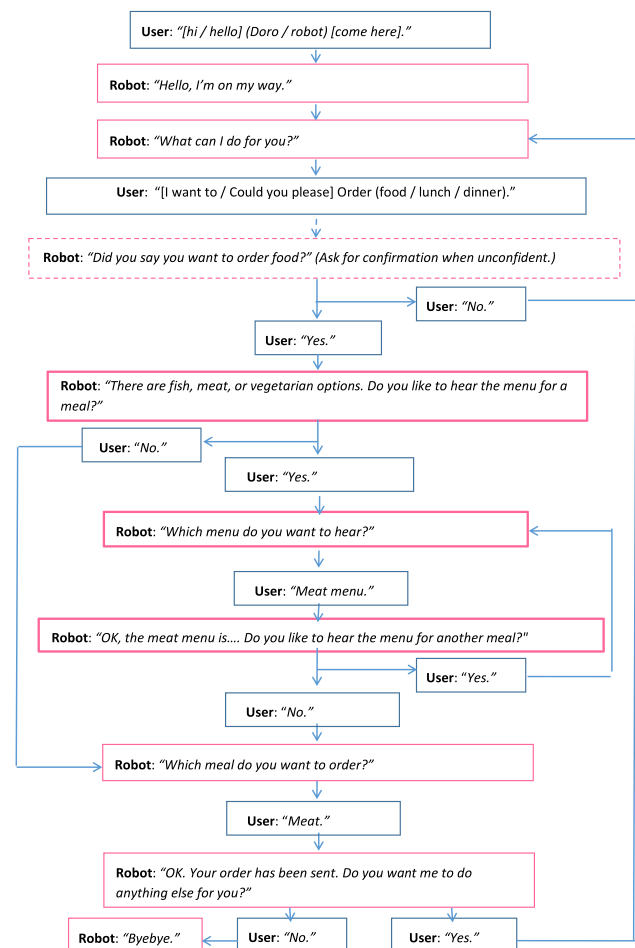 User: “[hi / hello] (Doro / robot) [come here].”
Robot: “Hello, I’m on my way.”
Robot: “What can I do for you?”
User: “[I want to / Could you please] Order (food / lunch / dinner).”
Robot: “Did you say you want to order food?” (Ask for confirmation when unconfident.)
User: “No.”
User: “Yes.”
Robot: “There are fish, meat, or vegetarian options. Do you like to hear the menu for a
meal?”
User: “No.”
User: “Yes.”
Robot: “Which menu do you want to hear?”
User: “Meat menu.”
Robot: “OK, the meat menu is…. Do you like to hear the menu for another meal?"
User: “Yes.”
User: “No.”
Robot: “Which meal do you want to order?”
User: “Meat.”
Robot: “OK. Your order has been sent. Do you want me to do
anything else for you?”
Robot: “Byebye.”
User: “No.”
User: “Yes.”